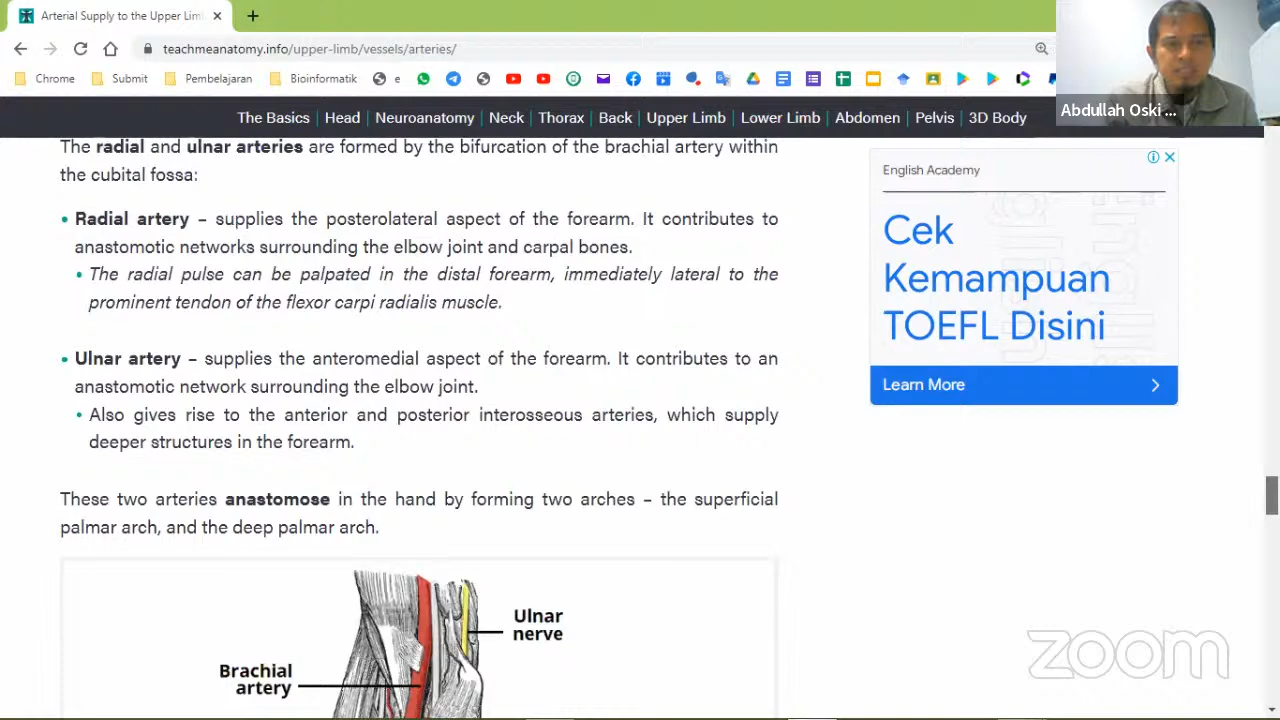 Arterial Supply to the Upper Lim
teachmeanatomy.info/upper-limb/vessels/arteries/
Chrome Submit Pembelajaran Bioinformatik e
Abdullah Oski ...
The Basics | Head | Neuroanatomy | Neck | Thorax | Back | Upper Limb | Lower Limb | Abdomen | Pelvis | 3D Body
The radial and ulnar arteries are formed by the bifurcation of the brachial artery within
the cubital fossa:
• Radial artery – supplies the posterolateral aspect of the forearm. It contributes to
anastomotic networks surrounding the elbow joint and carpal bones.
• The radial pulse can be palpated in the distal forearm, immediately lateral to the
prominent tendon of the flexor carpi radialis muscle.
• Ulnar artery – supplies the anteromedial aspect of the forearm. It contributes to an
anastomotic network surrounding the elbow joint.
• Also gives rise to the anterior and posterior interosseous arteries, which supply
deeper structures in the forearm.
These two arteries anastomose in the hand by forming two arches – the superficial
palmar arch, and the deep palmar arch.
Ulnar
nerve
Brachial
artery
English Academy
Cek
Kemampuan
TOEFL Disini
Learn More
zoom